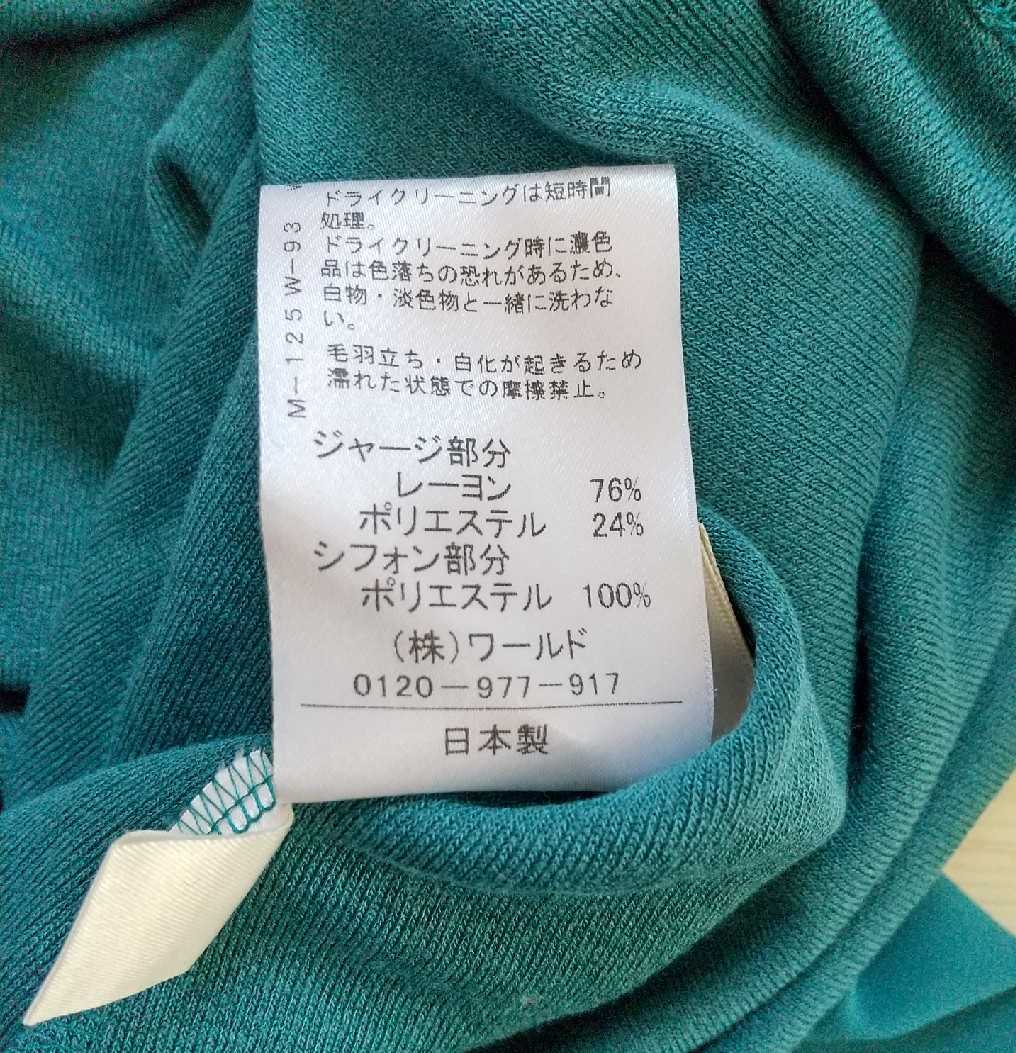 ドライクリーニングは短時間
処理。
ドライクリーニング時に濃色
品は色落ちの恐れがあるため、
白物・淡色物と一緒に洗わな
い。
毛羽立ち・白化が起きるため
濡れた状態での摩擦禁止。
M-125W-93
ジャージ部分
レーヨン 76%
ポリエステル 24%
シフォン部分
ポリエステル 100%
(株)ワールド
0120-977-917
日本製